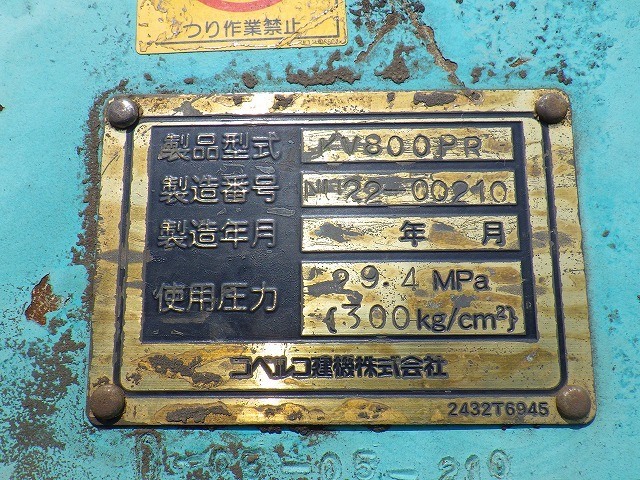 つり作業禁止
製品型式 V800PR
製造番号 22-00210
製造年月 年 月
使用圧力 29.4 MPa
{300kg/cm²}
コベルコ建機株式会社
2432T6945